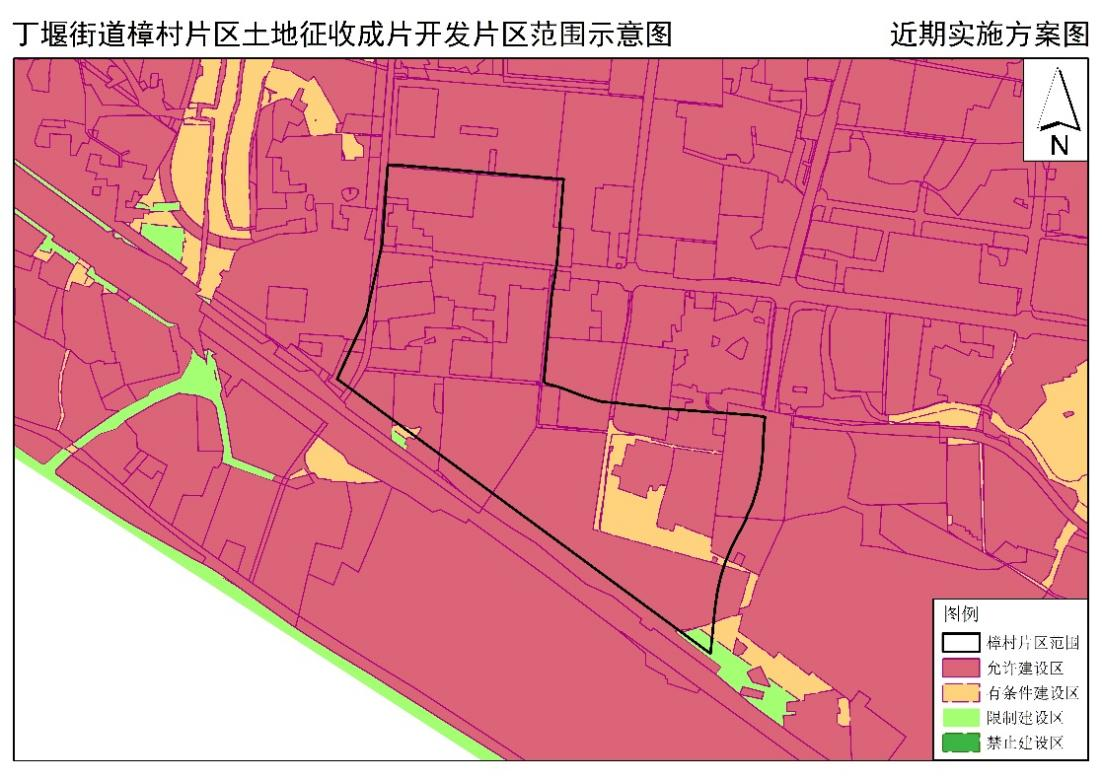 丁堰街道樟村片区土地征收成片开发片区范围示意图
近期实施方案图
N
图例
樟村片区范围
允许建设区
有条件建设区
限制建设区
禁止建设区